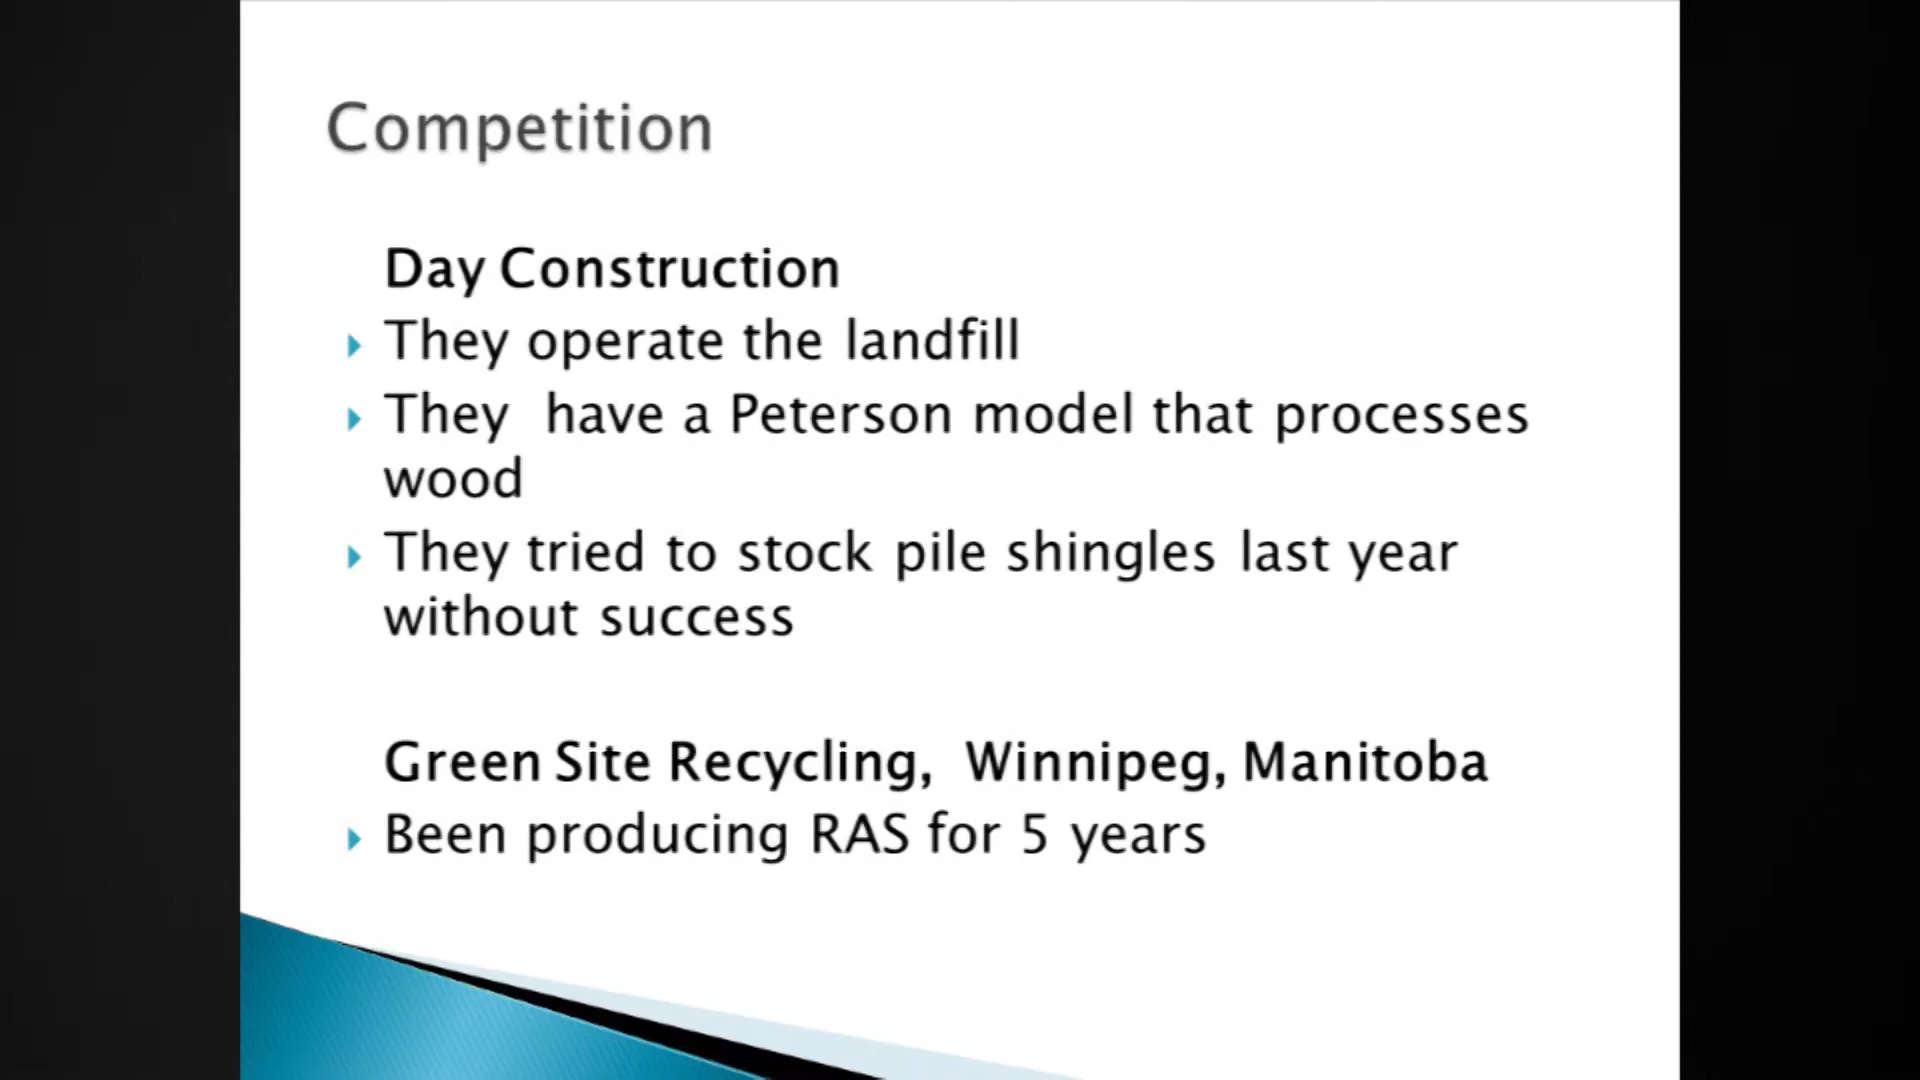 Competition
Day Construction
They operate the landfill
They  have a Peterson model that processes
wood
They tried to stock pile shingles last year
without success
Green Site Recycling,  Winnipeg, Manitoba
Been producing RAS for 5 years